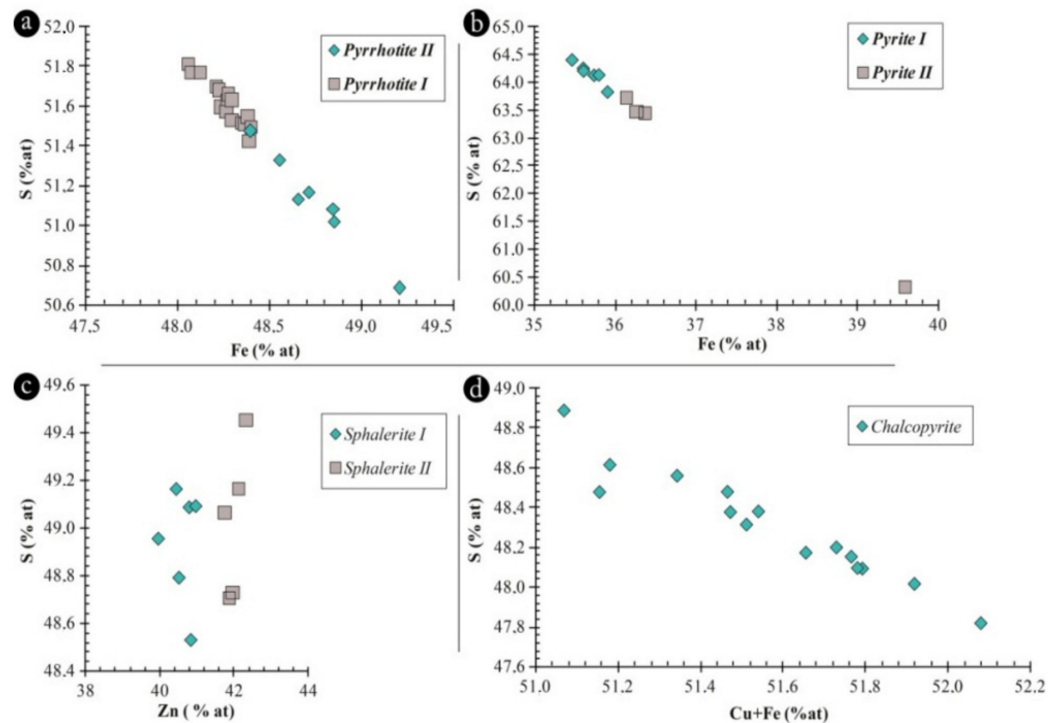 a
52.0
51.8
51.6
51.4
51.2
51.0
50.8
50.6
S (%at)
47.5 48.0 48.5 49.0 49.5
Fe (% at)
Pyrrhotite II
Pyrrhotite I
b
65.0
64.5
64.0
63.5
63.0
62.5
62.0
61.5
61.0
60.5
60.0
S (% at)
35 36 37 38 39 40
Fe (% at)
Pyrite I
Pyrite II
c
49.6
49.4
49.2
49.0
48.8
48.6
48.4
S (% at)
38 40 42 44
Zn ( % at)
Sphalerite I
Sphalerite II
d
49.0
48.8
48.6
48.4
48.2
48.0
47.8
47.6
S (% at)
51.0 51.2 51.4 51.6 51.8 52.0 52.2
Cu+Fe (%at)
Chalcopyrite